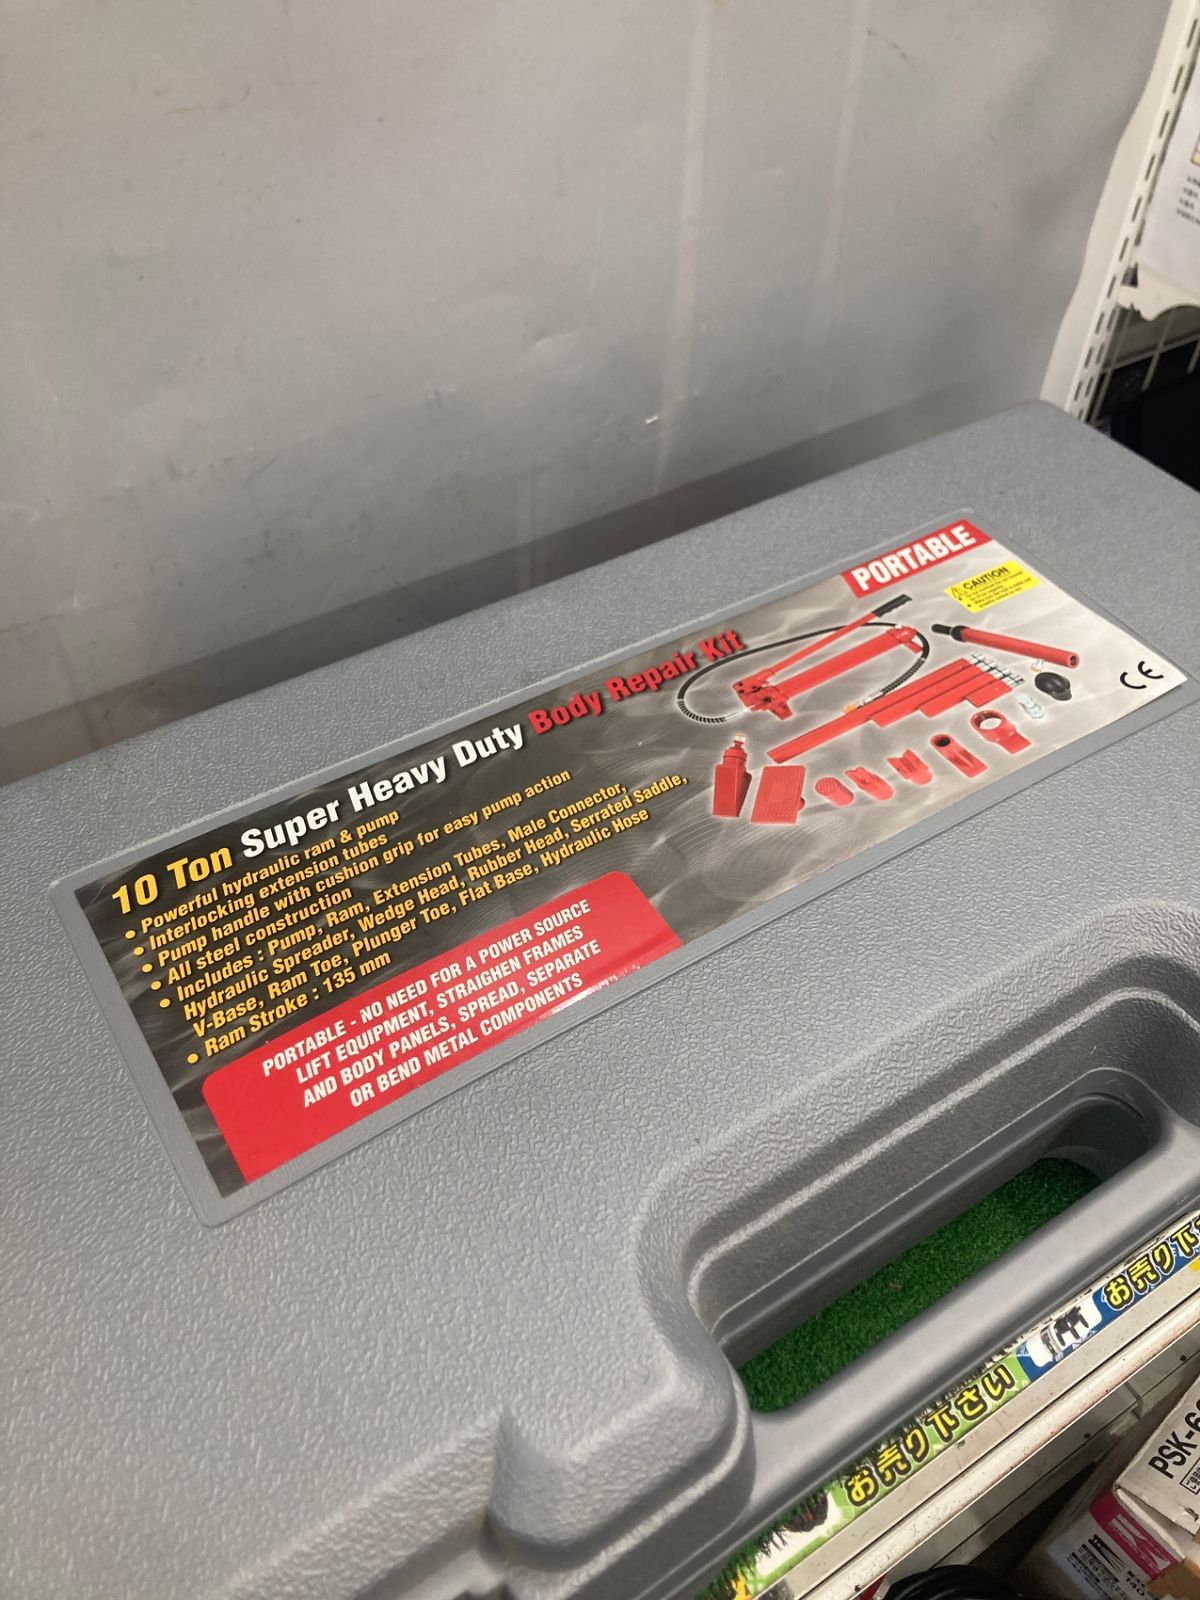 PORTABLE
CAUTION
CE
10 Ton Super Heavy Duty Body Repair Kit
• Powerful hydraulic ram & pump
• Interlocking extension tubes
• Pump handle with cushion grip for easy pump action
• All steel construction
• Includes : Pump, Ram, Extension Tubes, Male Connector,
Hydraulic Spreader, Wedge Head, Rubber Head, Serrated Saddle,
V-Base, Ram Toe, Plunger Toe, Flat Base, Hydraulic Hose
• Ram Stroke : 135 mm
PORTABLE - NO NEED FOR A POWER SOURCE
LIFT EQUIPMENT, STRAIGHEN FRAMES
AND BODY PANELS, SPREAD, SEPARATE
OR BEND METAL COMPONENTS
お売り下さい
お売り下
PSK-6